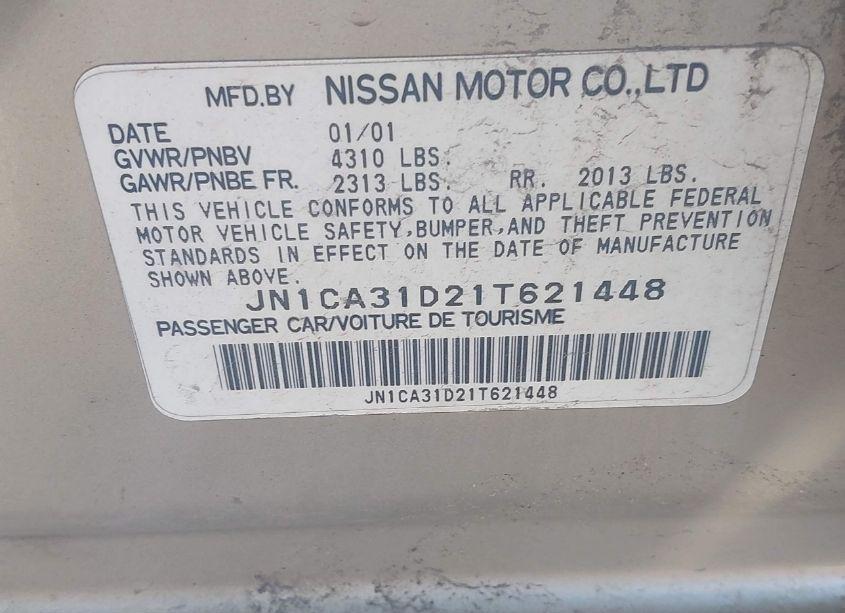 MFD.BY NISSAN MOTOR CO.,LTD
DATE 01/01
GVWR/PNBV 4310 LBS.
GAWR/PNBE FR. 2313 LBS. RR. 2013 LBS.
THIS VEHICLE CONFORMS TO ALL APPLICABLE FEDERAL
MOTOR VEHICLE SAFETY,BUMPER,AND THEFT PREVENTION
STANDARDS IN EFFECT ON THE DATE OF MANUFACTURE
SHOWN ABOVE.
JN1CA31D21T621448
PASSENGER CAR/VOITURE DE TOURISME
JN1CA31D21T621448